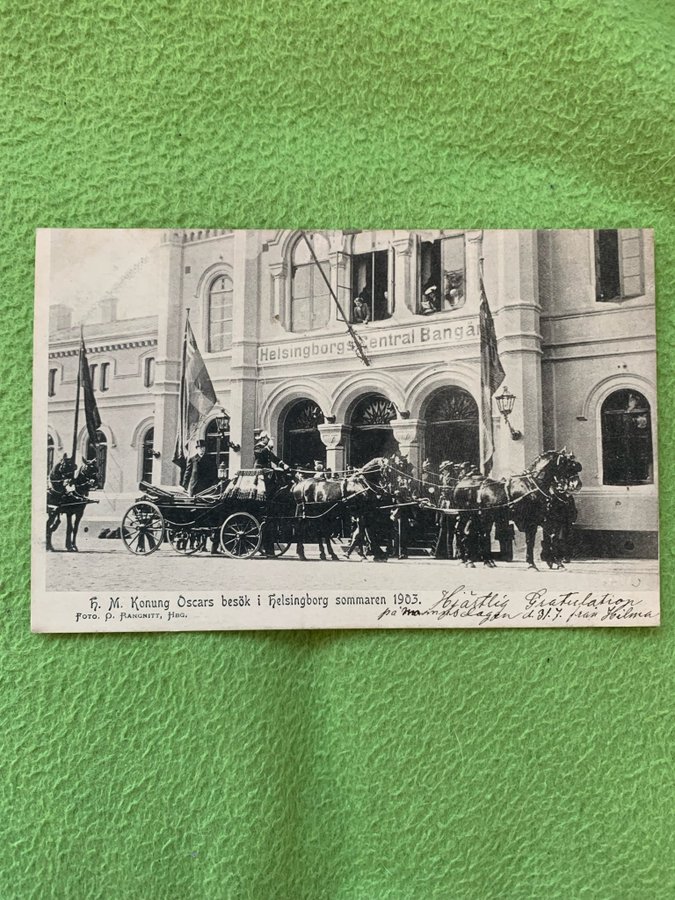 Helsingborgs Central Bangår
H. M. Konung Oscars besök i Helsingborg sommaren 1903.
FOTO. O. RANGNITT, HBG.
Hjärtlig Gratulation
på namnsdagen d. 31.7. från Hilma